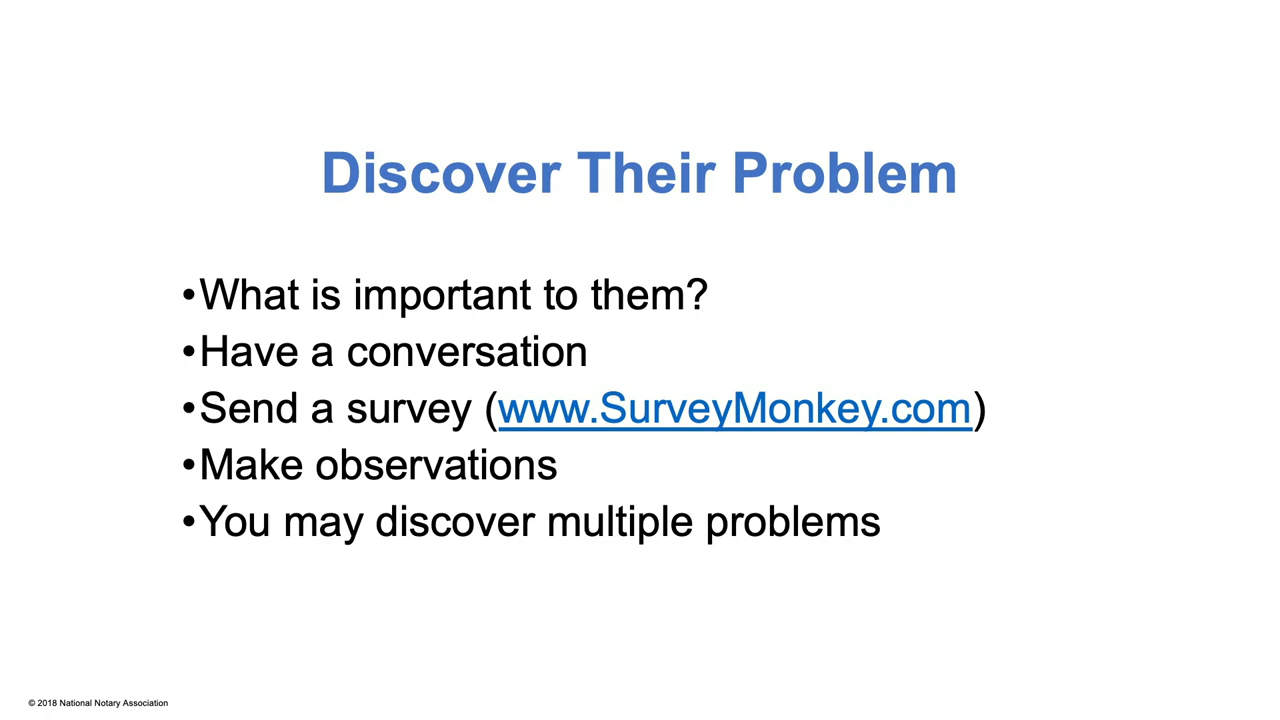 Discover Their Problem
•What is important to them?
•Have a conversation
•Send a survey (www.SurveyMonkey.com)
•Make observations
•You may discover multiple problems
© 2018 National Notary Association